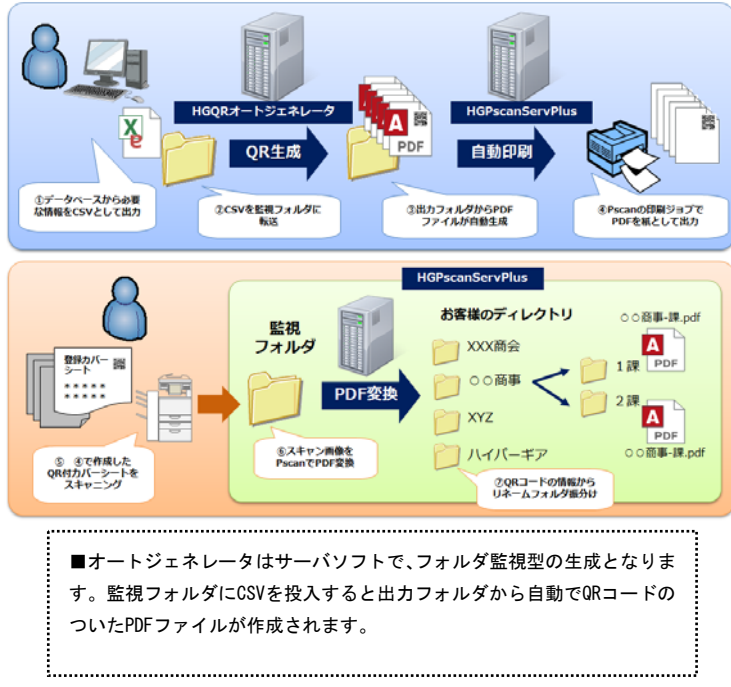 HGQRオートジェネレータ
HGPscanServPlus
QR生成
自動印刷
A
PDF
①データベースから必要
な情報をCSVとして出力
②CSVを監視フォルダに
転送
③出力フォルダからPDF
ファイルが自動生成
④Pscanの印刷ジョブで
PDFを紙として出力
HGPscanServPlus
登録カバー
シート
*****
*****
⑤ ④で作成した
QR付カバーシートを
スキャニング
監視
フォルダ
PDF変換
⑥スキャン画像を
PscanでPDF変換
お客様のディレクトリ
XXX商会
○○商事
XYZ
ハイパーギア
⑦QRコードの情報から
リネームフォルダ振分け
○○商事-課.pdf
1課
A
PDF
2課
A
PDF
○○商事-課.pdf
■オートジェネレータはサーバソフトで、フォルダ監視型の生成となりま
す。監視フォルダにCSVを投入すると出力フォルダから自動でQRコードの
ついたPDFファイルが作成されます。